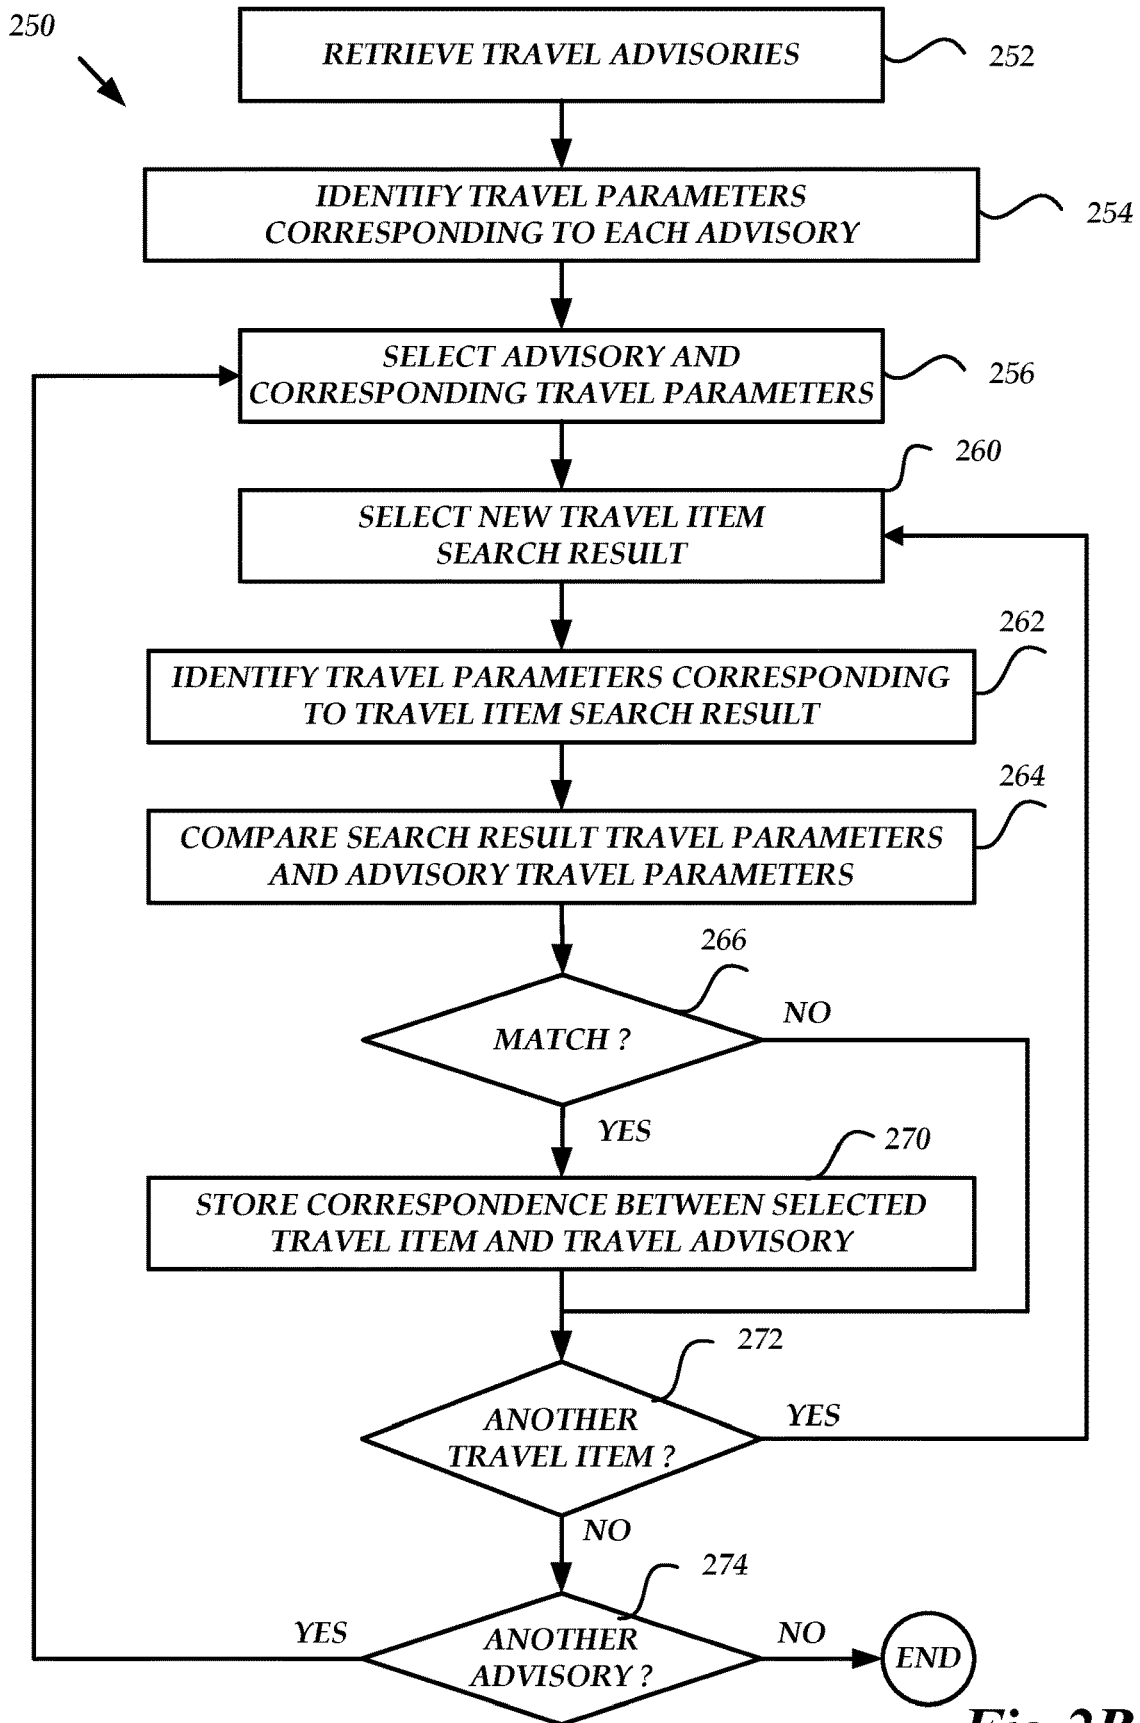 250
RETRIEVE TRAVEL ADVISORIES
252
IDENTIFY TRAVEL PARAMETERS
CORRESPONDING TO EACH ADVISORY
254
SELECT ADVISORY AND
CORRESPONDING TRAVEL PARAMETERS
256
260
SELECT NEW TRAVEL ITEM
SEARCH RESULT
262
IDENTIFY TRAVEL PARAMETERS CORRESPONDING
TO TRAVEL ITEM SEARCH RESULT
264
COMPARE SEARCH RESULT TRAVEL PARAMETERS
AND ADVISORY TRAVEL PARAMETERS
266
MATCH ?
NO
YES
270
STORE CORRESPONDENCE BETWEEN SELECTED
TRAVEL ITEM AND TRAVEL ADVISORY
272
ANOTHER
TRAVEL ITEM ?
YES
NO
274
ANOTHER
ADVISORY ?
YES
NO
END
Fig. 2B